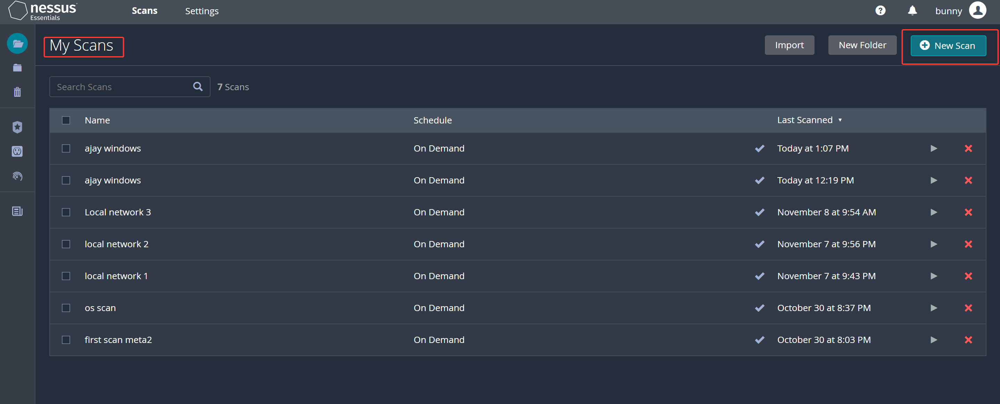 nessus
Essentials
Scans
Settings
bunny
My Scans
Import
New Folder
New Scan
Search Scans
7 Scans
Name Schedule Last Scanned
ajay windows On Demand Today at 1:07 PM
ajay windows On Demand Today at 12:19 PM
Local network 3 On Demand November 8 at 9:54 AM
local network 2 On Demand November 7 at 9:56 PM
local network 1 On Demand November 7 at 9:43 PM
os scan On Demand October 30 at 8:37 PM
first scan meta2 On Demand October 30 at 8:03 PM